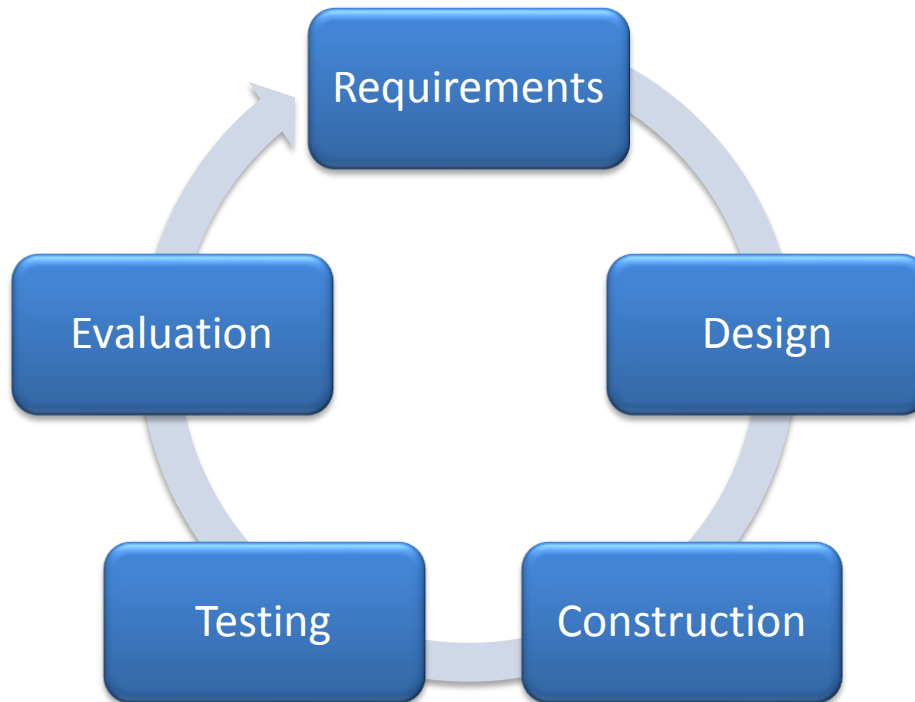 Requirements
Design
Construction
Testing
Evaluation